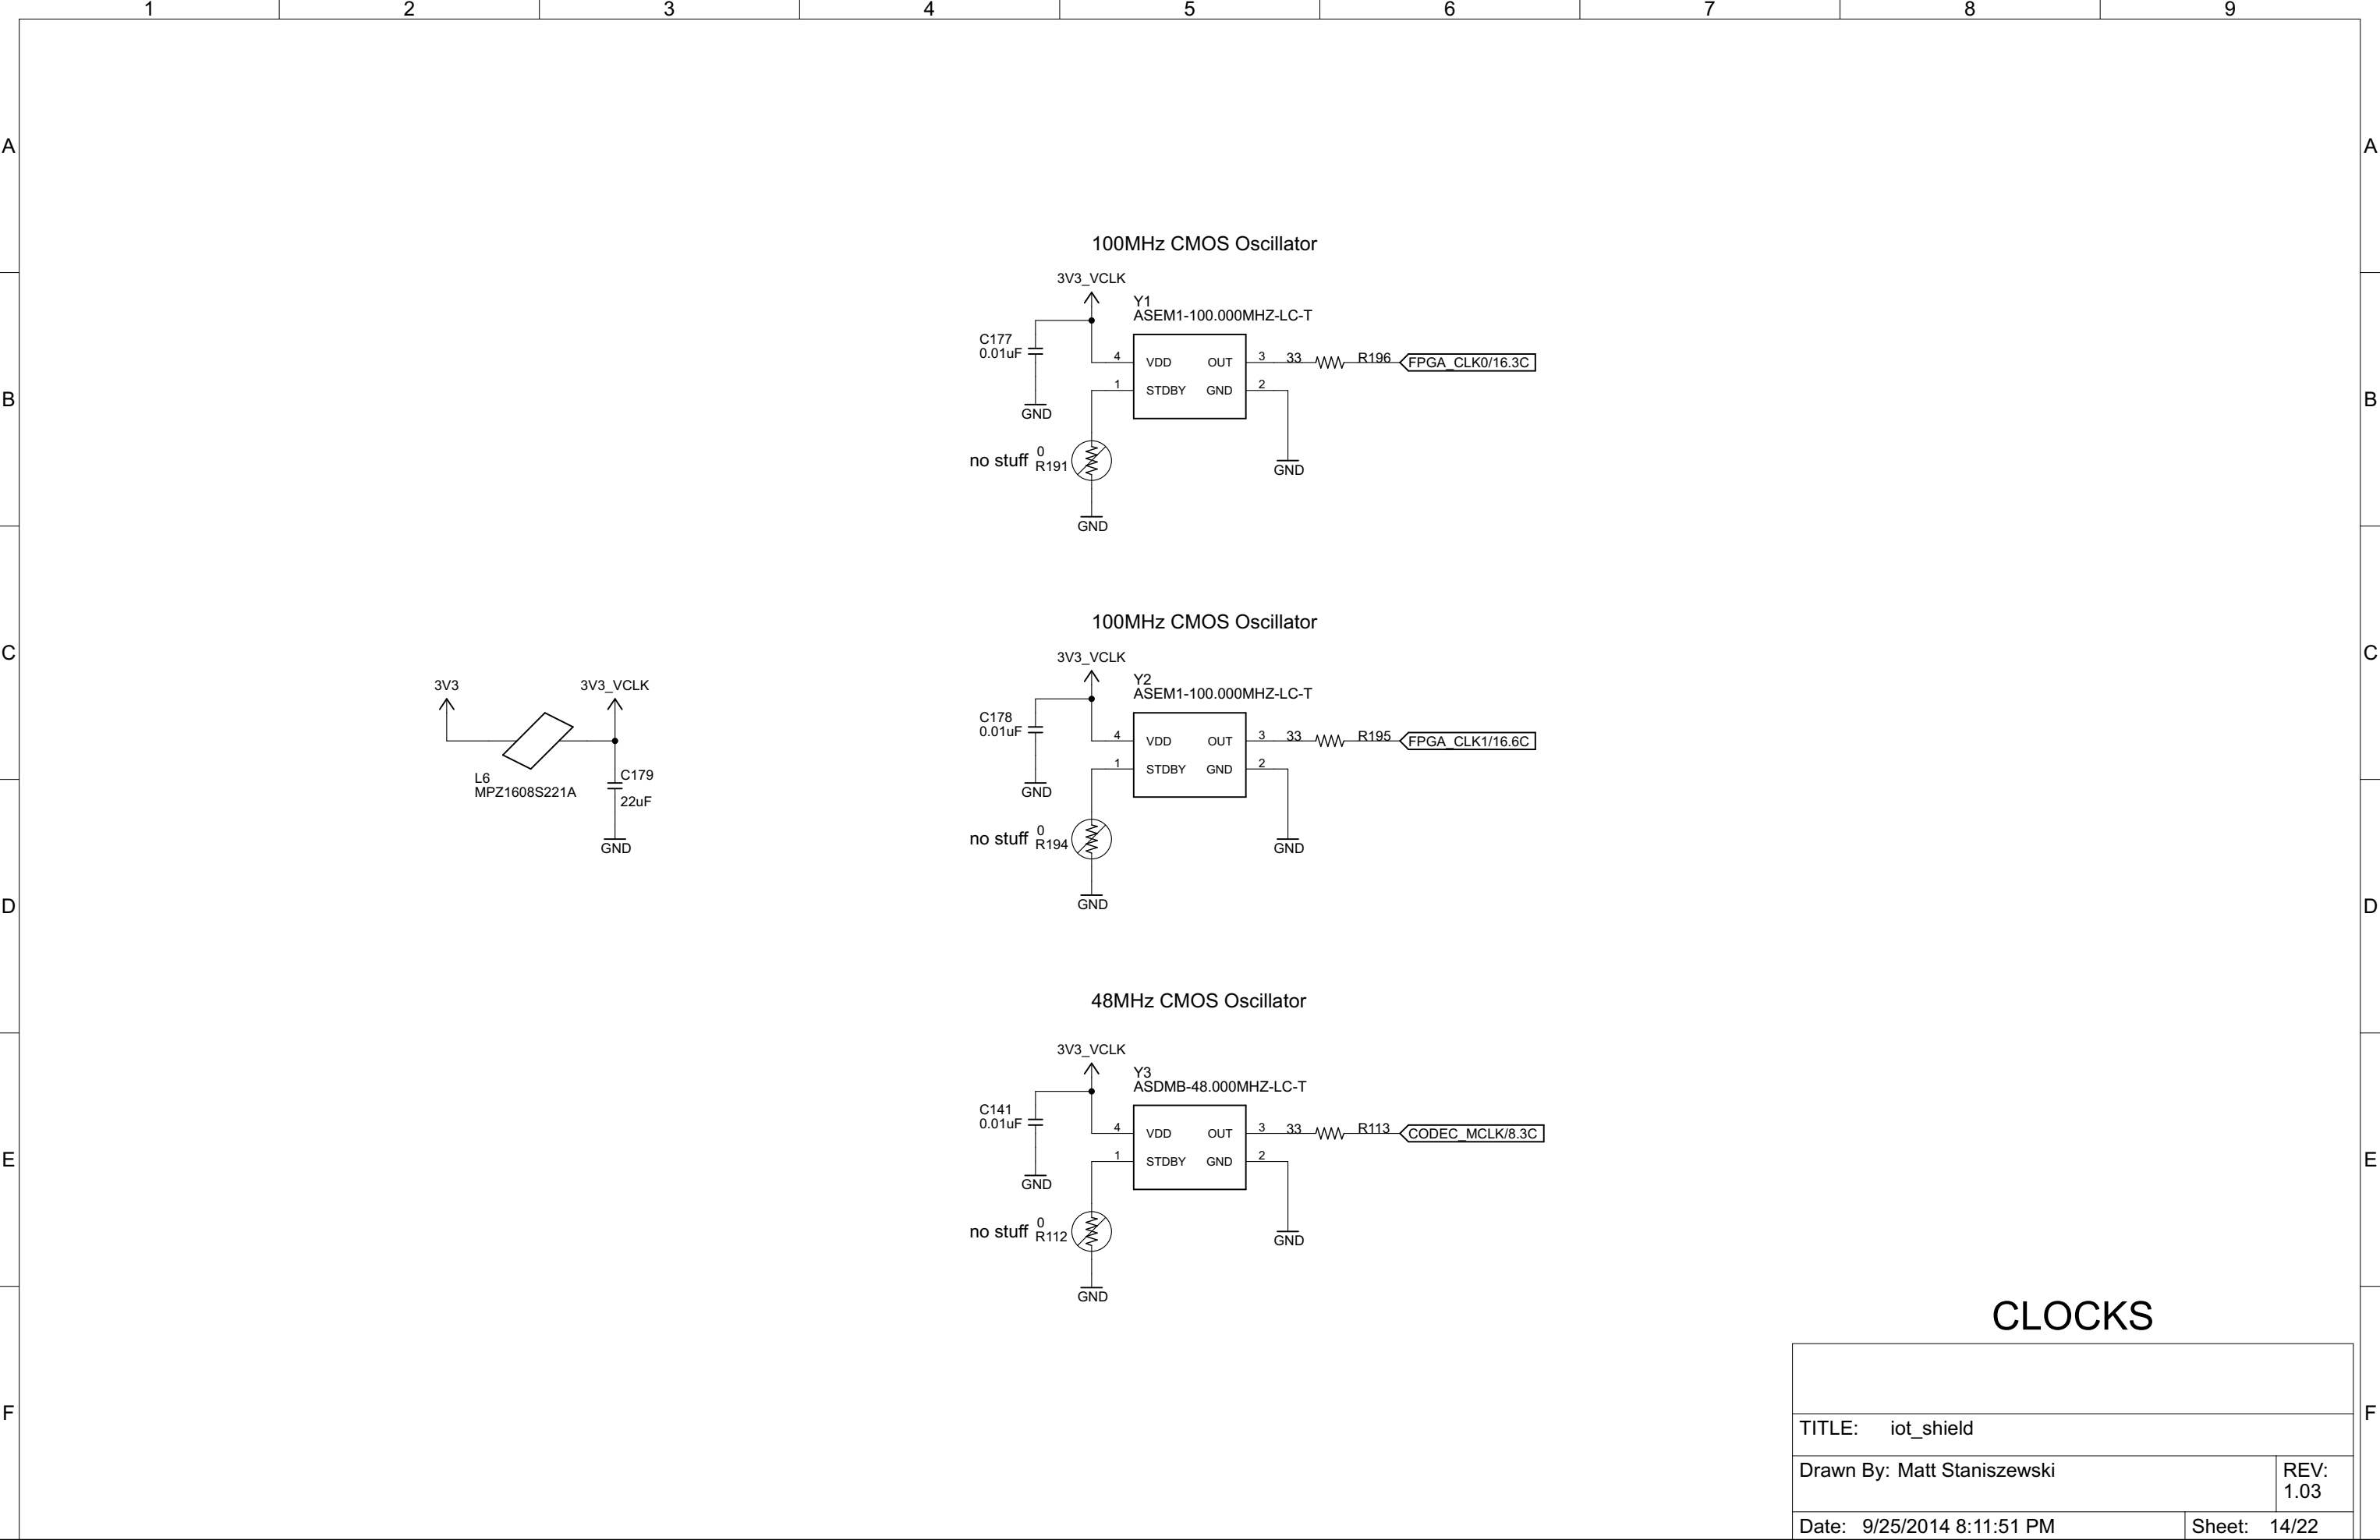 1 2 3 4 5 6 7 8 9
A A
100MHz CMOS Oscillator
3V3_VCLK
Y1
ASEM1-100.000MHZ-LC-T
C177
0.01uF
4 VDD OUT 3 33 R196 FPGA_CLK0/16.3C
1 STDBY GND 2
B B
GND
no stuff 0
R191
GND
GND
100MHz CMOS Oscillator
C C
3V3_VCLK
Y2
ASEM1-100.000MHZ-LC-T
3V3 3V3_VCLK
C178
0.01uF
4 VDD OUT 3 33 R195 FPGA_CLK1/16.6C
1 STDBY GND 2
L6
MPZ1608S221A
C179
22uF
GND
GND
no stuff 0
R194
GND
GND
D D
48MHz CMOS Oscillator
3V3_VCLK
Y3
ASDMB-48.000MHZ-LC-T
C141
0.01uF
4 VDD OUT 3 33 R113 CODEC_MCLK/8.3C
1 STDBY GND 2
E E
GND
no stuff 0
R112
GND
GND
CLOCKS
F F
TITLE: iot_shield
Drawn By: Matt Staniszewski
REV:
1.03
Date: 9/25/2014 8:11:51 PM
Sheet: 14/22